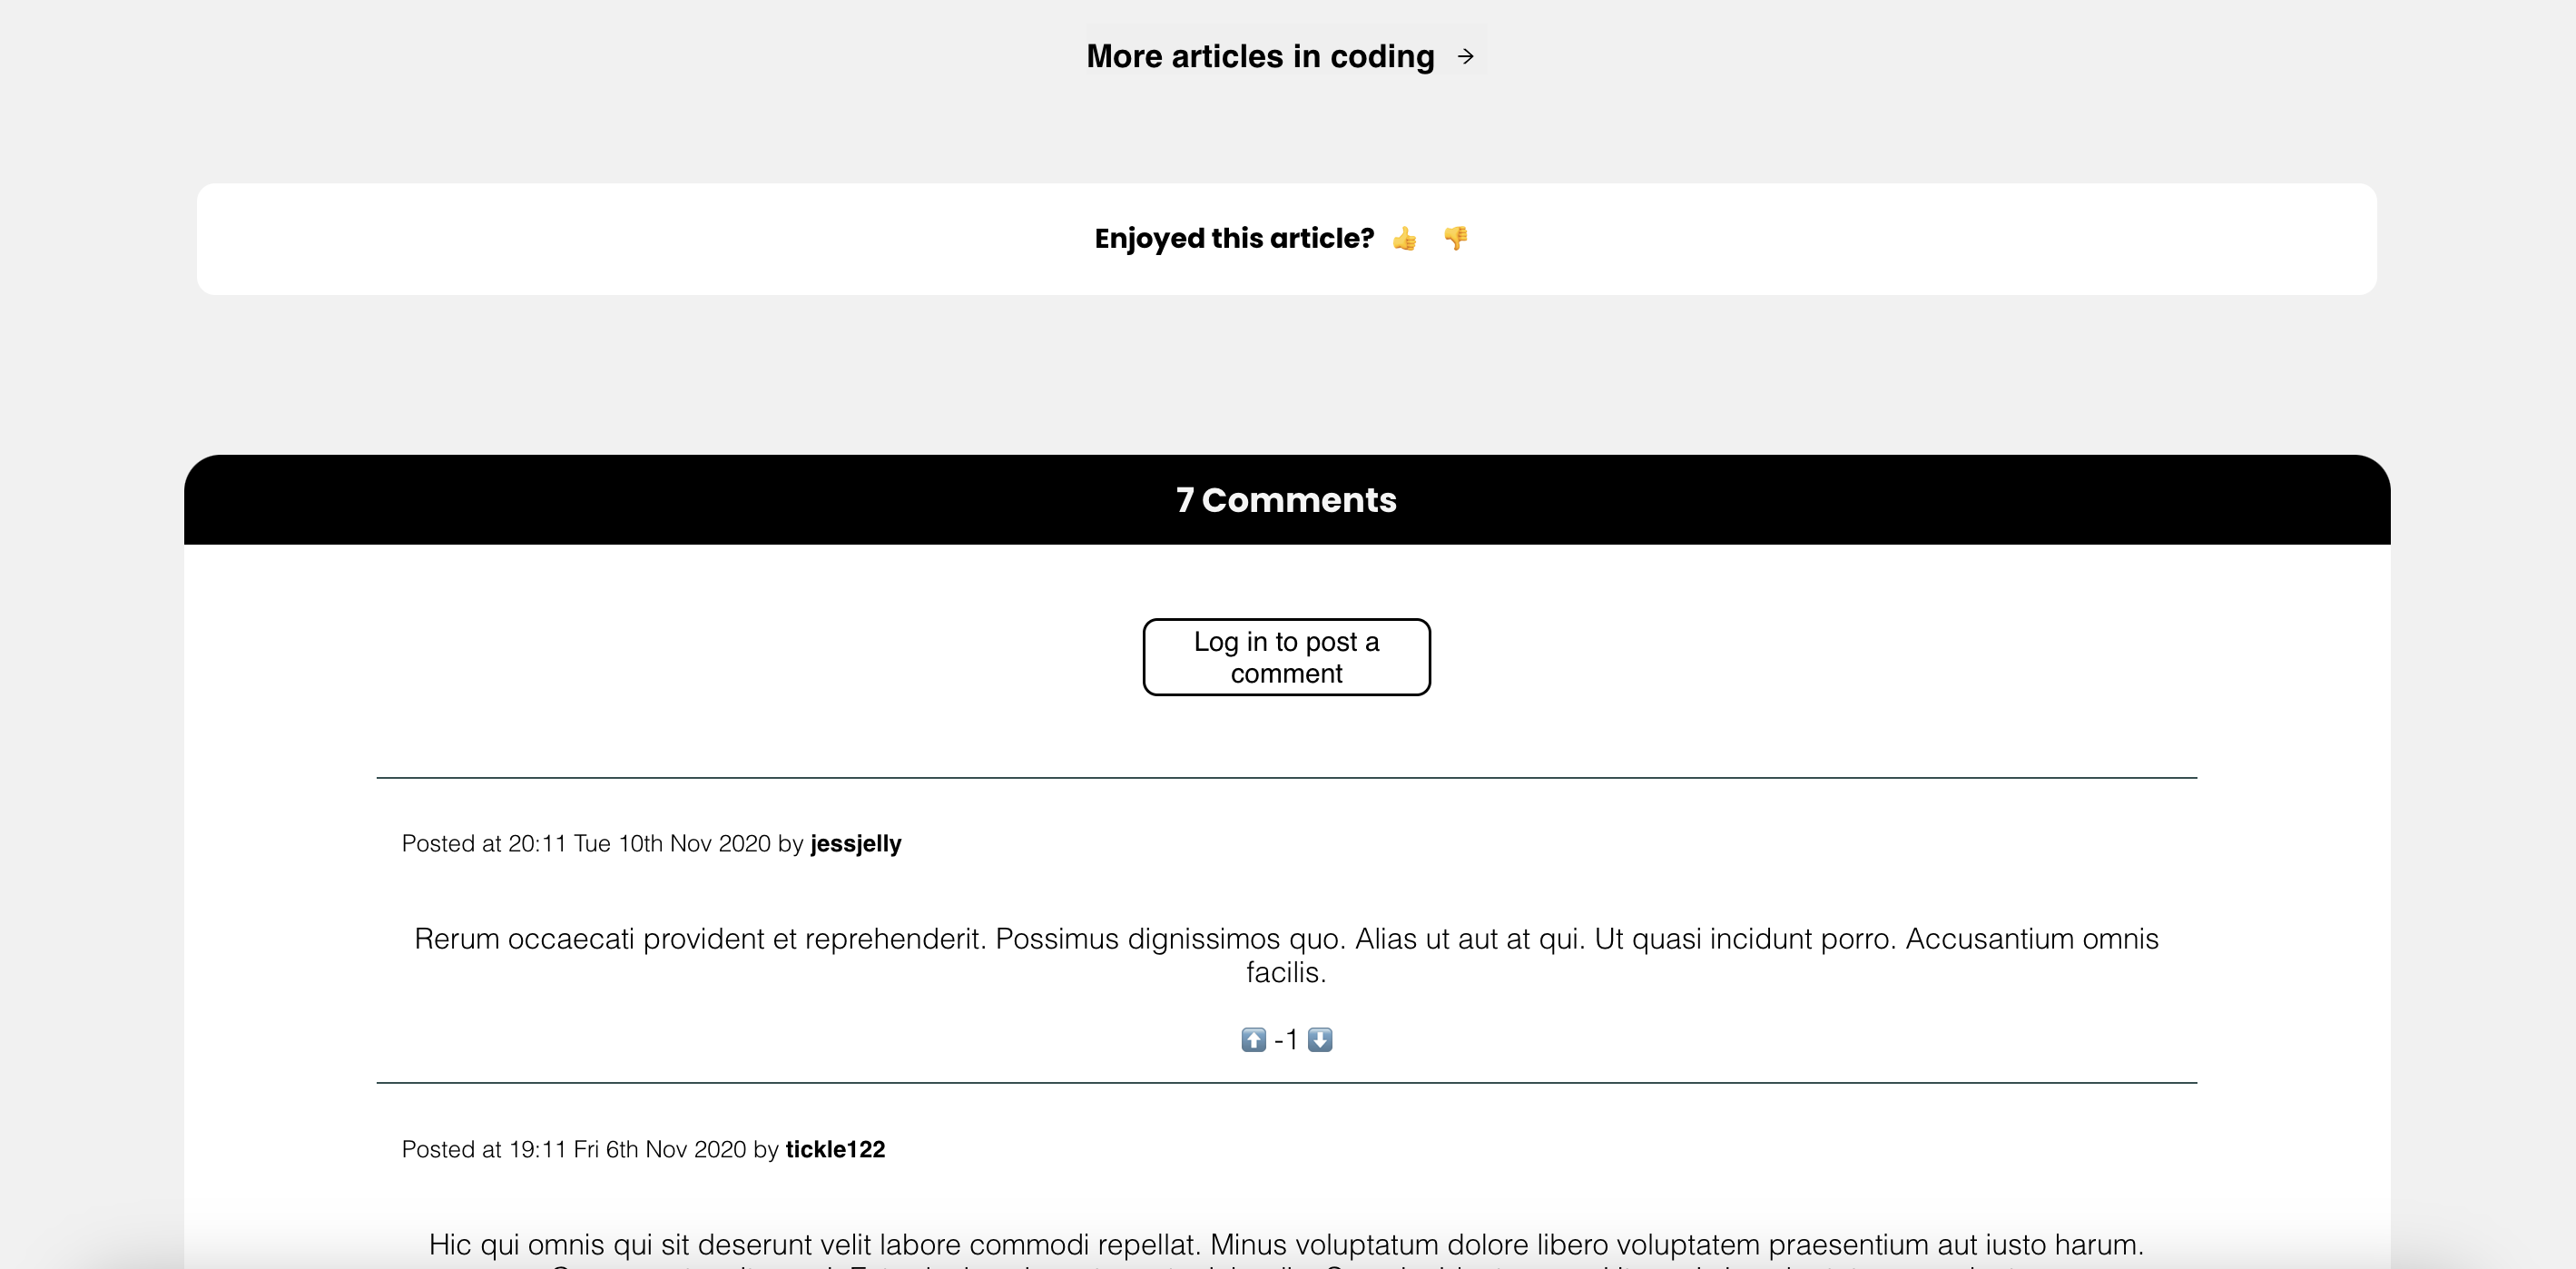 More articles in coding →
Enjoyed this article? 👍 👎
7 Comments
Log in to post a
comment
Posted at 20:11 Tue 10th Nov 2020 by jessjelly
Rerum occaecati provident et reprehenderit. Possimus dignissimos quo. Alias ut aut at qui. Ut quasi incidunt porro. Accusantium omnis
facilis.
⬆️ -1 ⬇️
Posted at 19:11 Fri 6th Nov 2020 by tickle122
Hic qui omnis qui sit deserunt velit labore commodi repellat. Minus voluptatum dolore libero voluptatem praesentium aut iusto harum.